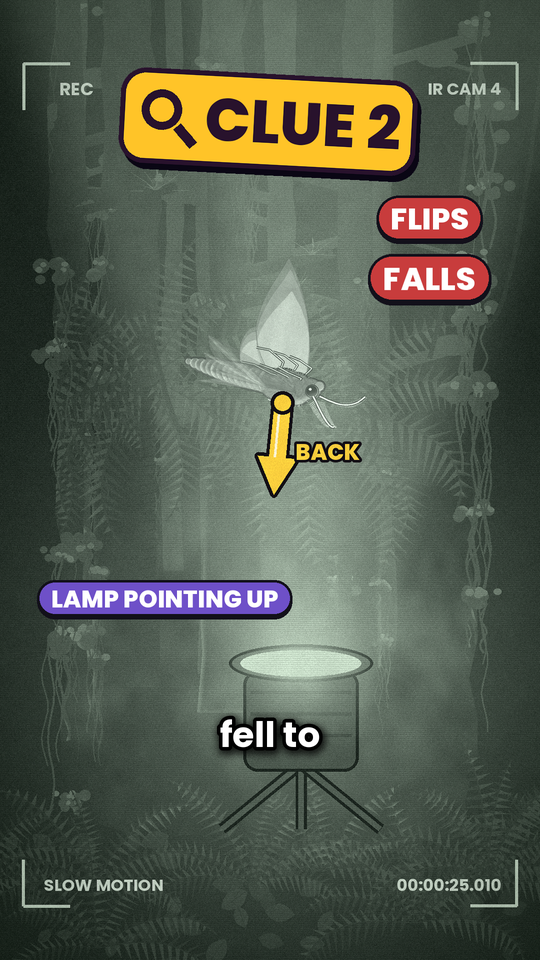 REC
IR CAM 4
CLUE 2
FLIPS
FALLS
BACK
LAMP POINTING UP
fell to
SLOW MOTION
00:00:25.010